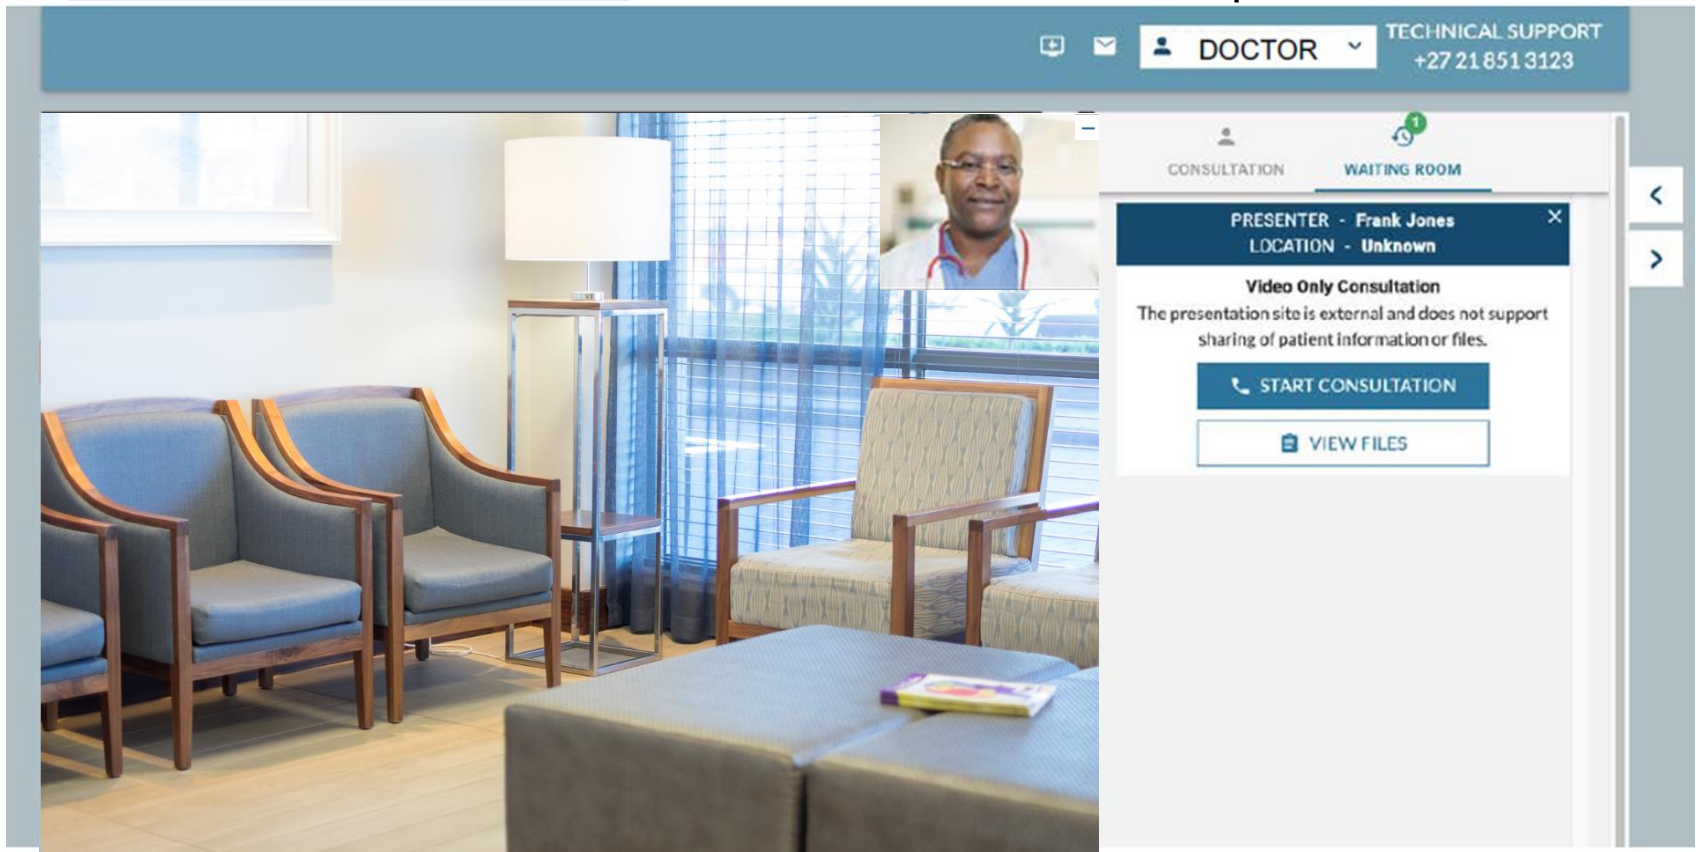 DOCTOR
TECHNICAL SUPPORT
+27 21 851 3123
1
CONSULTATION
WAITING ROOM
PRESENTER - Frank Jones
LOCATION - Unknown
Video Only Consultation
The presentation site is external and does not support
sharing of patient information or files.
START CONSULTATION
VIEW FILES